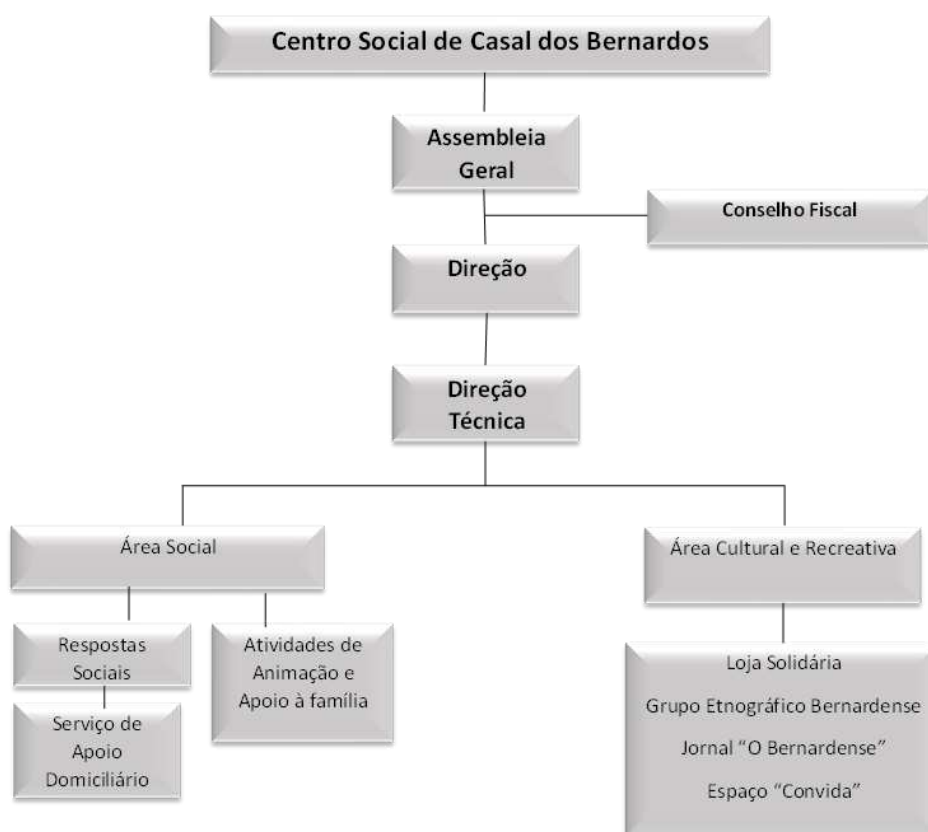 Centro Social de Casal dos Bernardos
Assembleia
Geral
Conselho Fiscal
Direção
Direção
Técnica
Área Social
Área Cultural e Recreativa
Respostas
Sociais
Atividades de
Animação e
Apoio à família
Serviço de
Apoio
Domiciliário
Loja Solidária
Grupo Etnográfico Bernardense
Jornal “O Bernardense”
Espaço “Convida”